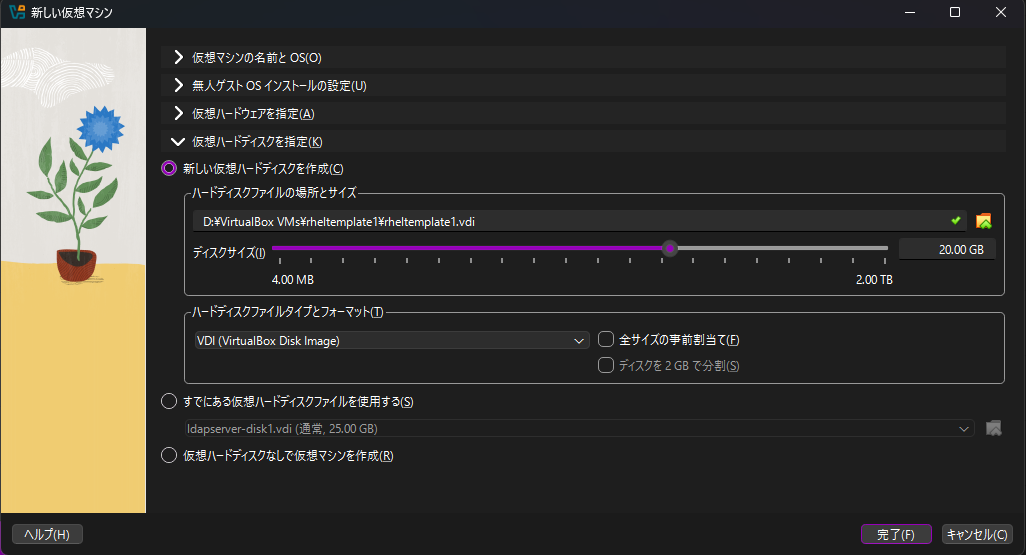 新しい仮想マシン
仮想マシンの名前と OS(O)
無人ゲスト OS インストールの設定(U)
仮想ハードウェアを指定(A)
仮想ハードディスクを指定(K)
新しい仮想ハードディスクを作成(C)
ハードディスクファイルの場所とサイズ
D:¥VirtualBox VMs¥rheltemplate1¥rheltemplate1.vdi
ディスクサイズ(I)
20.00 GB
4.00 MB
2.00 TB
ハードディスクファイルタイプとフォーマット(T)
VDI (VirtualBox Disk Image)
全サイズの事前割当て(F)
ディスクを 2 GB で分割(S)
すでにある仮想ハードディスクファイルを使用する(S)
ldapserver-disk1.vdi (通常, 25.00 GB)
仮想ハードディスクなしで仮想マシンを作成(R)
ヘルプ(H)
完了(F)
キャンセル(C)